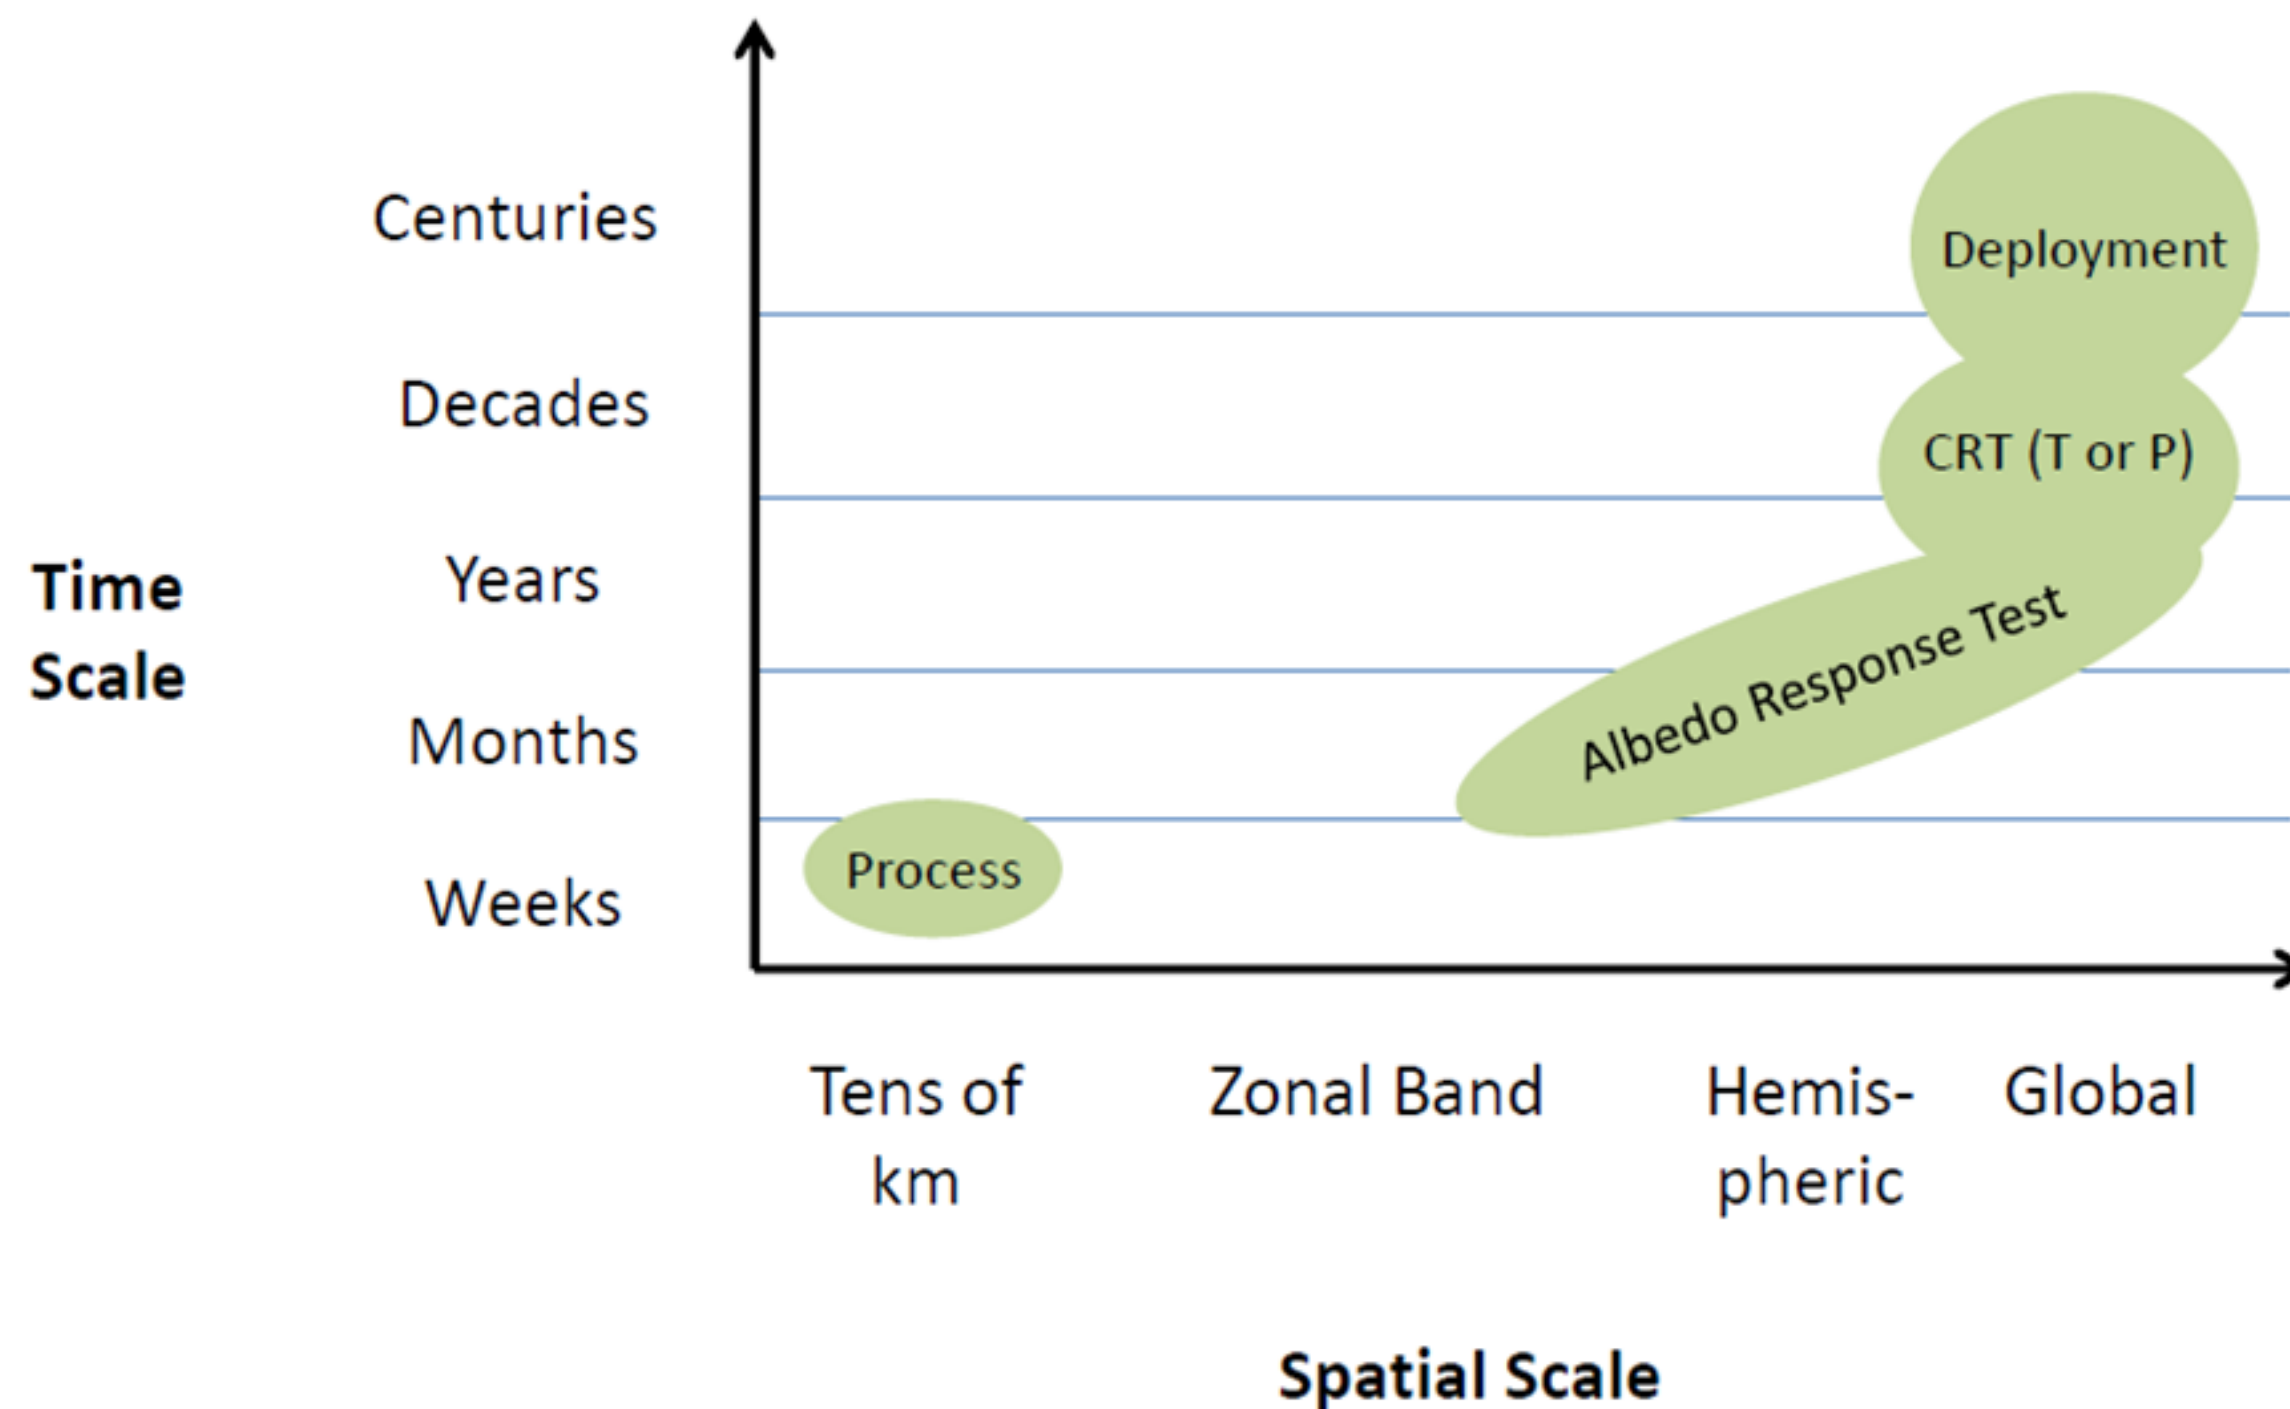 Centuries
Deployment
Decades
CRT (T or P)
Time
Scale
Years
Albedo Response Test
Months
Process
Weeks
Tens of
km
Zonal Band
Hemis-
pheric
Global
Spatial Scale